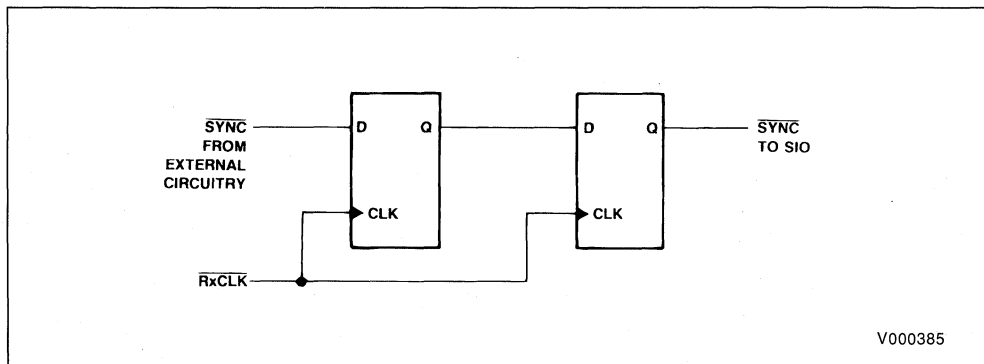 SYNC
FROM
EXTERNAL
CIRCUITRY
D Q
CLK
D Q
CLK
SYNC
TO SIO
RxCLK
V000385